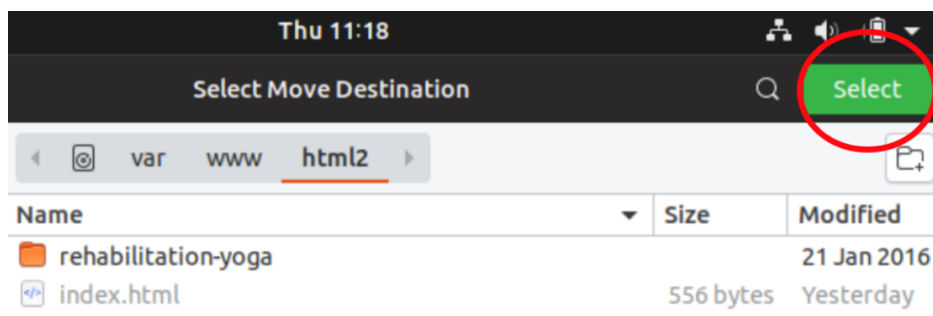 Thu 11:18
Select Move Destination Select
var www html2
Name Size Modified
rehabilitation-yoga 21 Jan 2016
index.html 556 bytes Yesterday